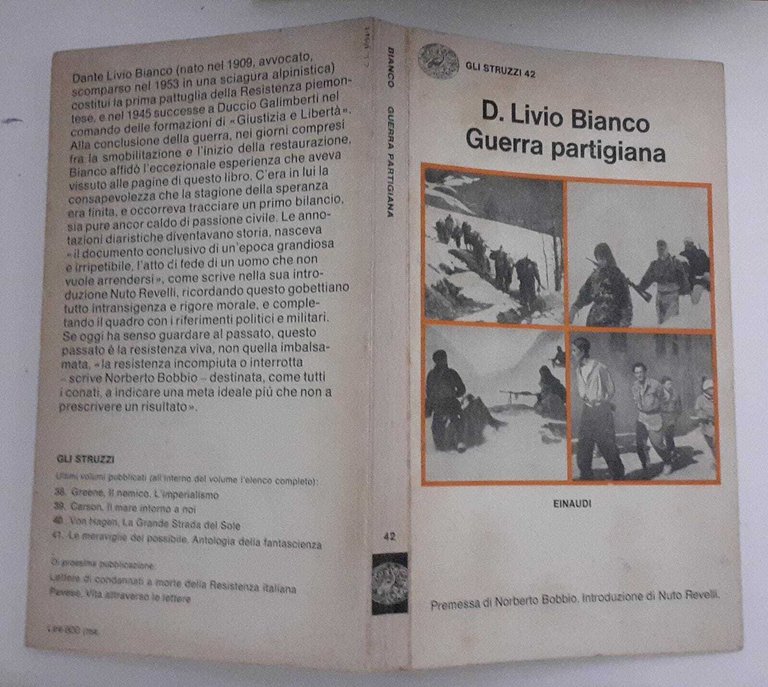 Dante Livio Bianco (nato nel 1909, avvocato,
scomparso nel 1953 in una sciagura alpinistica)
costituì la prima pattuglia della Resistenza piemon-
tese, e nel 1945 successe a Duccio Galimberti nel
comando delle formazioni di «Giustizia e Libertà».
Alla conclusione della guerra, nei giorni compresi
fra la smobilitazione e l'inizio della restaurazione,
Bianco affidò l'eccezionale esperienza che aveva
vissuto alle pagine di questo libro. C'era in lui la
consapevolezza che la stagione della speranza
era finita, e occorreva tracciare un primo bilancio,
sia pure ancor caldo di passione civile. Le anno-
tazioni diaristiche diventavano storia, nasceva
«il documento conclusivo di un'epoca grandiosa
e irripetibile, l'atto di fede di un uomo che non
vuole arrendersi», come scrive nella sua intro-
duzione Nuto Revelli, ricordando questo gobettiano
tutto intransigenza e rigore morale, e comple-
tando il quadro con i riferimenti politici e militari.
Se oggi ha senso guardare al passato, questo
passato è la resistenza viva, non quella imbalsa-
mata, «la resistenza incompiuta o interrotta
– scrive Norberto Bobbio – destinata, come tutti
i conati, a indicare una meta ideale piú che non a
prescrivere un risultato».
GLI STRUZZI
Ultimi volumi pubblicati (all'interno del volume l'elenco completo):
38. Greene, Il nemico. L'imperialismo
39. Carson, Il mare intorno a noi
40. Von Hagen, La Grande Strada del Sole
41. Le meraviglie del possibile. Antologia della fantascienza
Di prossima pubblicazione:
Lettere di condannati a morte della Resistenza italiana
Pavese, Vita attraverso le lettere
Lire 800
BIANCO GUERRA PARTIGIANA
42
GLI STRUZZI 42
D. Livio Bianco
Guerra partigiana
EINAUDI
Premessa di Norberto Bobbio. Introduzione di Nuto Revelli.